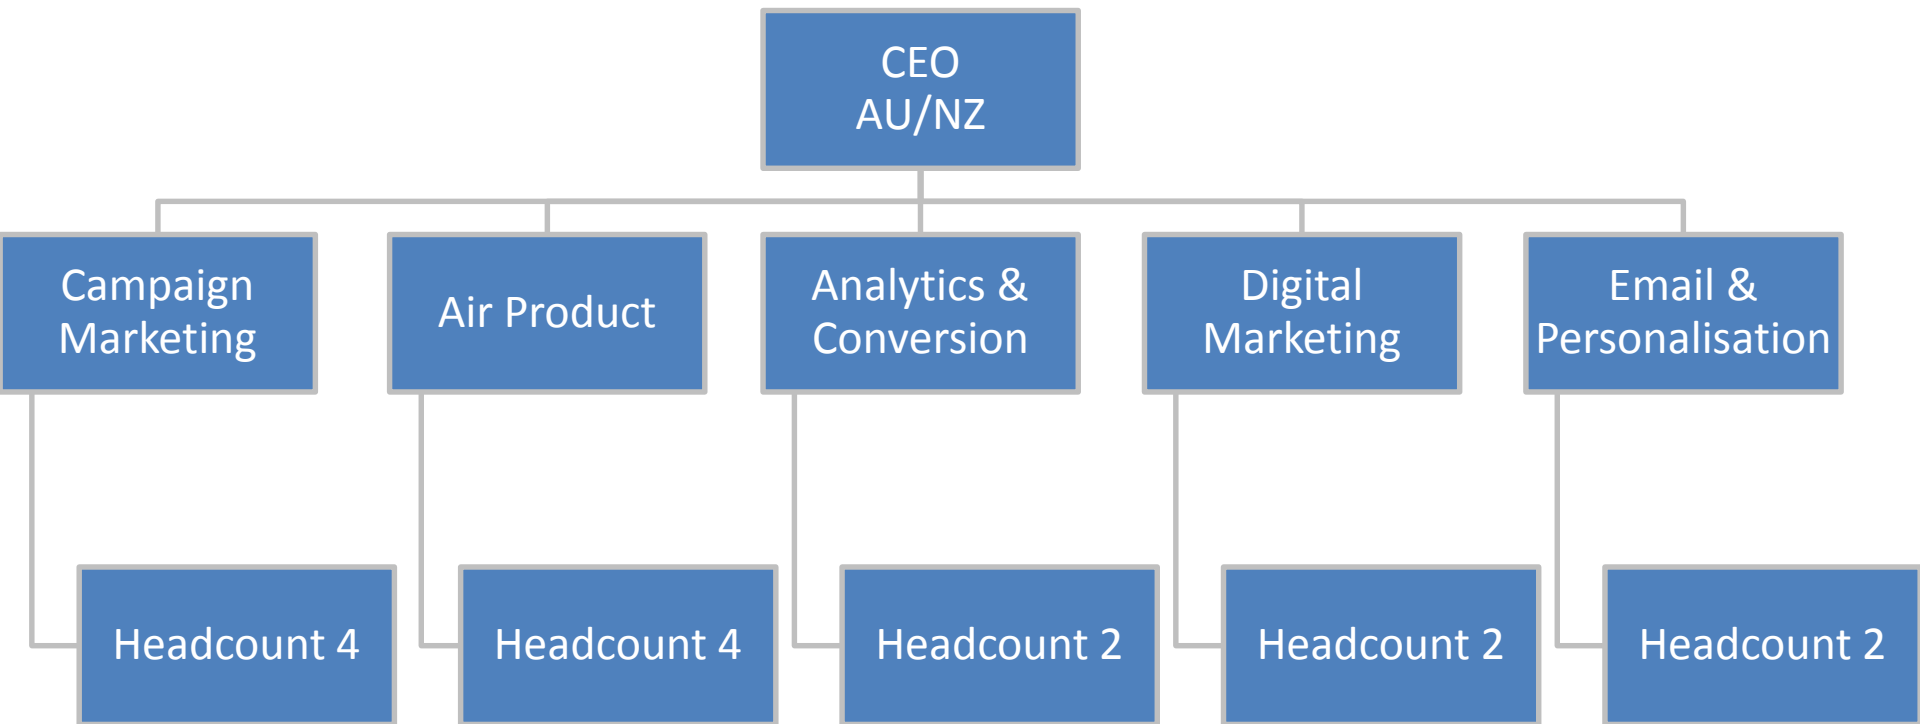 CEO
AU/NZ
Campaign
Marketing
Air Product
Analytics &
Conversion
Digital
Marketing
Email &
Personalisation
Headcount 4
Headcount 4
Headcount 2
Headcount 2
Headcount 2